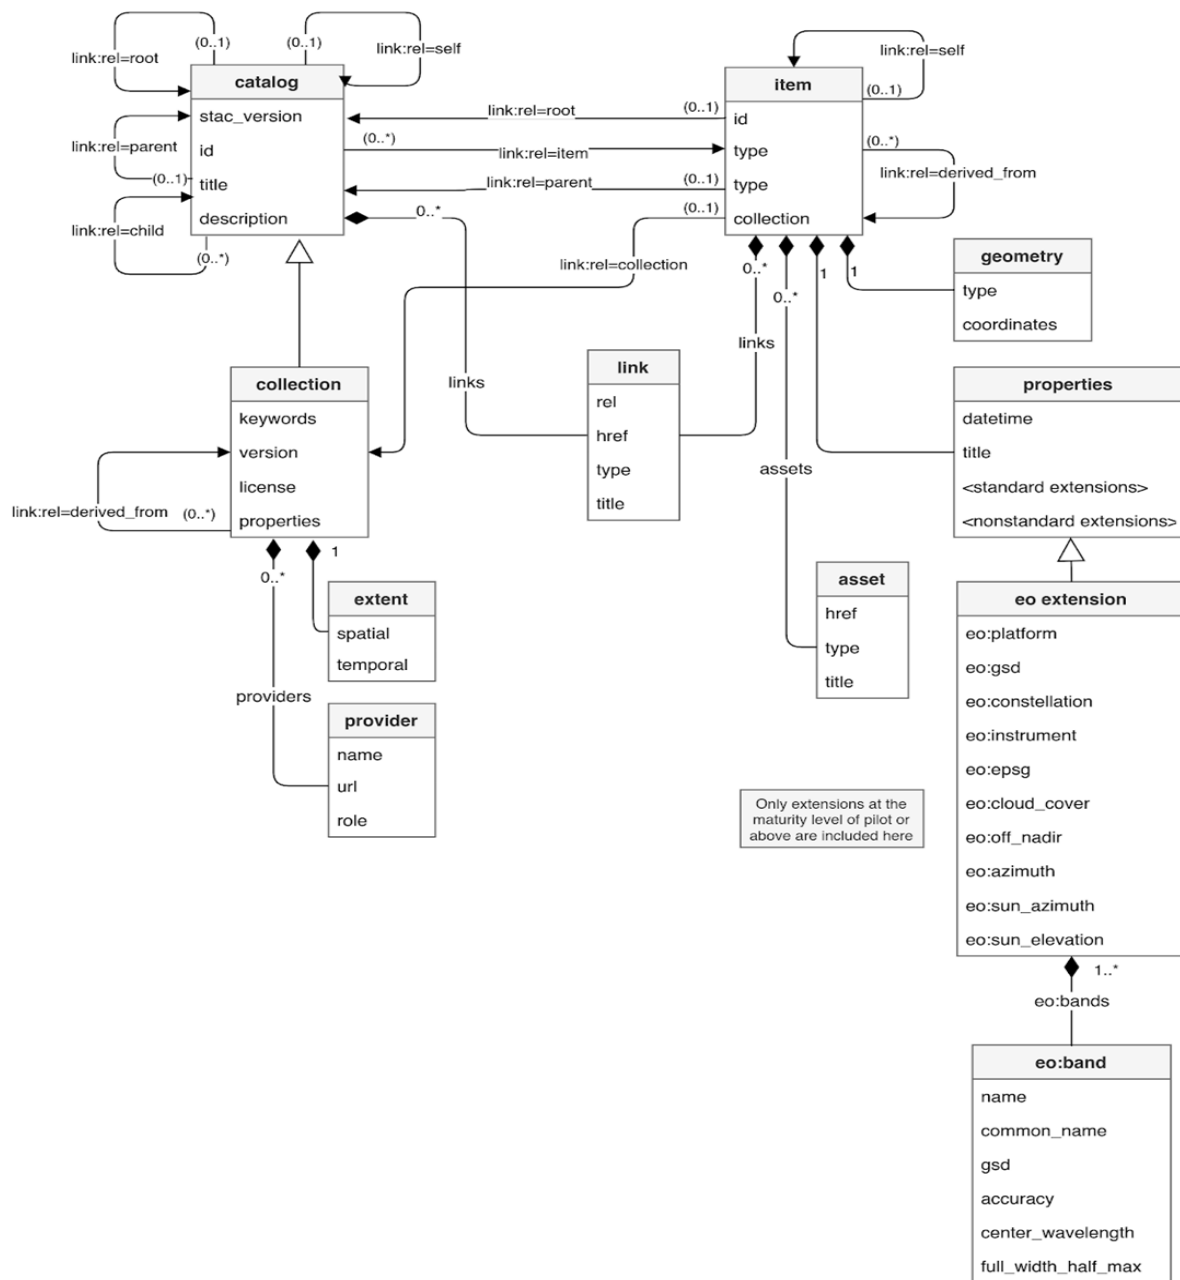 (0..1)
(0..1)
link:rel=root
link:rel=self
catalog
stac_version
id
title
description
link:rel=parent
(0..1)
link:rel=child
(0..*)
link:rel=self
(0..1)
item
id
type
type
collection
link:rel=root
(0..1)
(0..*)
link:rel=item
link:rel=parent
(0..1)
(0..1)
0..*
link:rel=collection
(0..*)
link:rel=derived_from
0..*
0..*
1
1
geometry
type
coordinates
links
links
assets
collection
keywords
version
license
properties
link:rel=derived_from
(0..*)
link
rel
href
type
title
properties
datetime
title
<standard extensions>
<nonstandard extensions>
0..*
1
extent
spatial
temporal
providers
provider
name
url
role
asset
href
type
title
Only extensions at the
maturity level of pilot or
above are included here
eo extension
eo:platform
eo:gsd
eo:constellation
eo:instrument
eo:epsg
eo:cloud_cover
eo:off_nadir
eo:azimuth
eo:sun_azimuth
eo:sun_elevation
1..*
eo:bands
eo:band
name
common_name
gsd
accuracy
center_wavelength
full_width_half_max